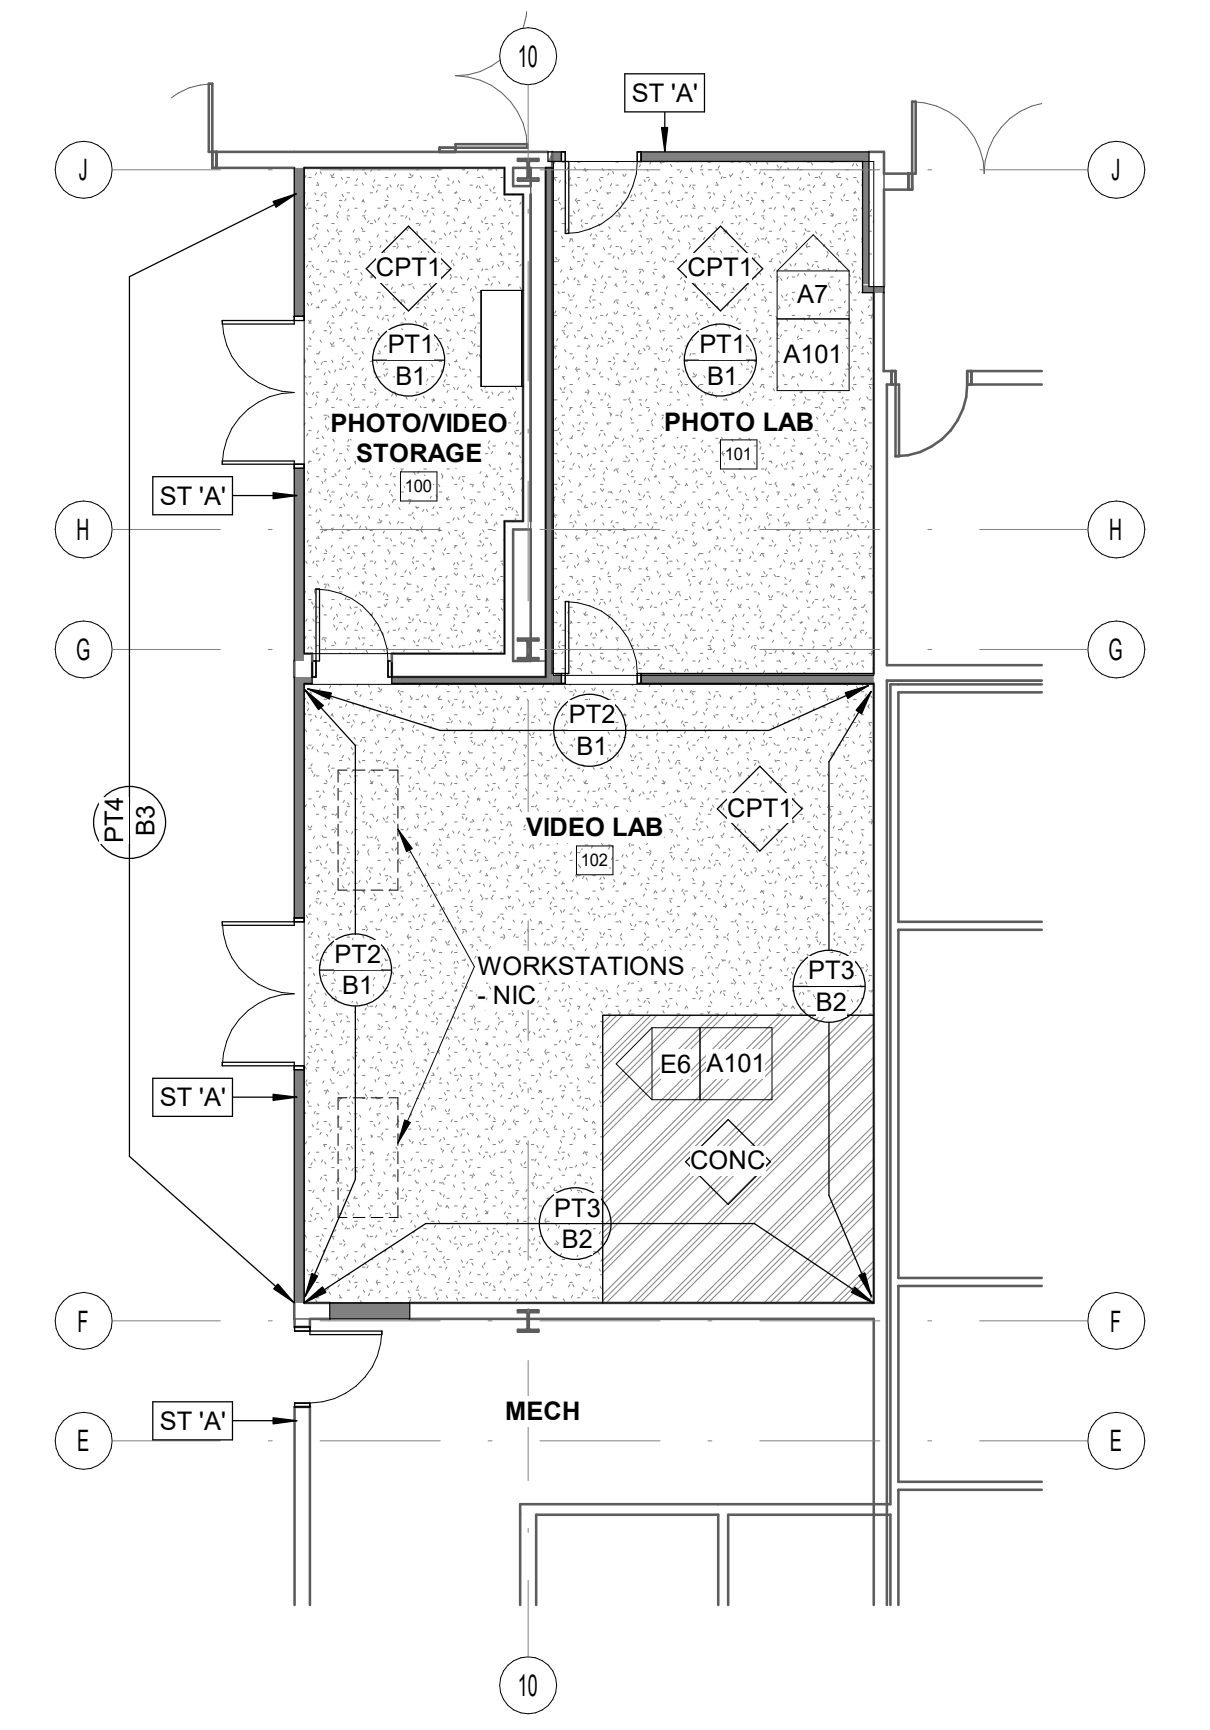 10
ST 'A'
J
J
CPT1
CPT1
A7
PT1
B1
PT1
B1
A101
PHOTO/VIDEO
STORAGE
100
PHOTO LAB
101
ST 'A'
H
H
G
G
PT2
B1
CPT1
PT4
B3
VIDEO LAB
102
PT2
B1
WORKSTATIONS
- NIC
PT3
B2
E6
A101
ST 'A'
CONC
PT3
B2
F
F
MECH
ST 'A'
E
E
10